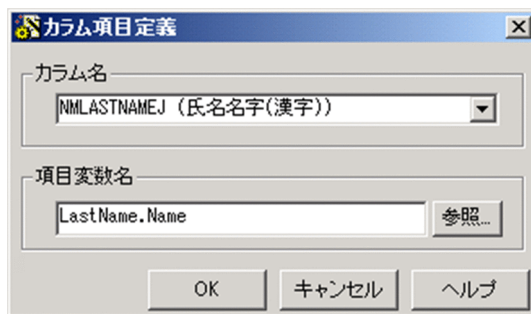 カラム項目定義
カラム名
NMLASTNAMEJ (氏名名字(漢字))
項目変数名
LastName.Name
参照...
OK
キャンセル
ヘルプ